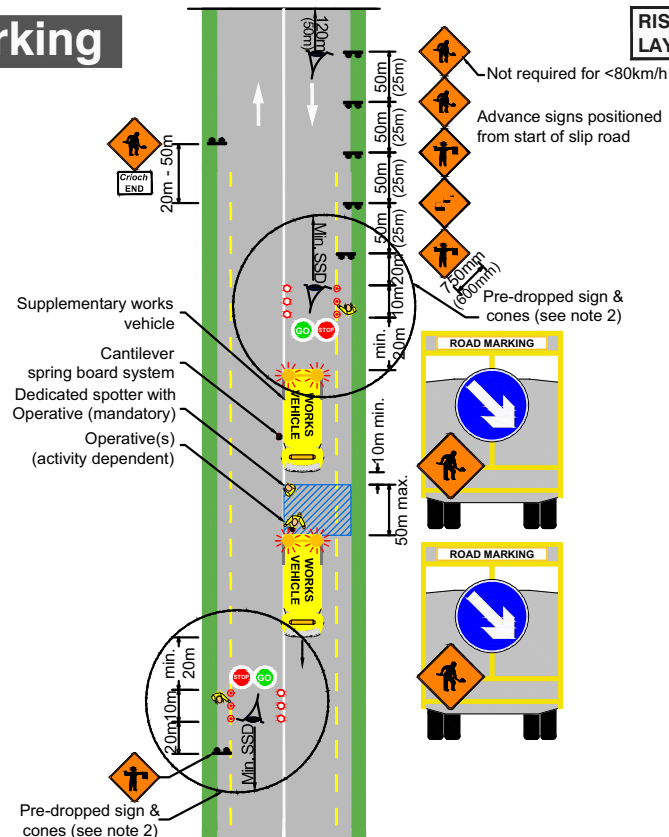 rking
RIS
LAY
120m
(50m)
50m
(25m)
Not required for <80km/h
50m
(25m)
Advance signs positioned
from start of slip road
50m
(25m)
Críoch
END
20m - 50m
50m
(25m)
Min. SSD
20m
750mm
(600mm)
10m
Pre-dropped sign &
cones (see note 2)
GO
STOP
min.
20m
Supplementary works
vehicle
Cantilever
spring board system
Dedicated spotter with
Operative (mandatory)
Operative(s)
(activity dependent)
WORKS
VEHICLE
10m min.
50m max.
WORKS
VEHICLE
ROAD MARKING
ROAD MARKING
min.
20m
STOP
GO
10m
20m
Min. SSD
Pre-dropped sign &
cones (see note 2)